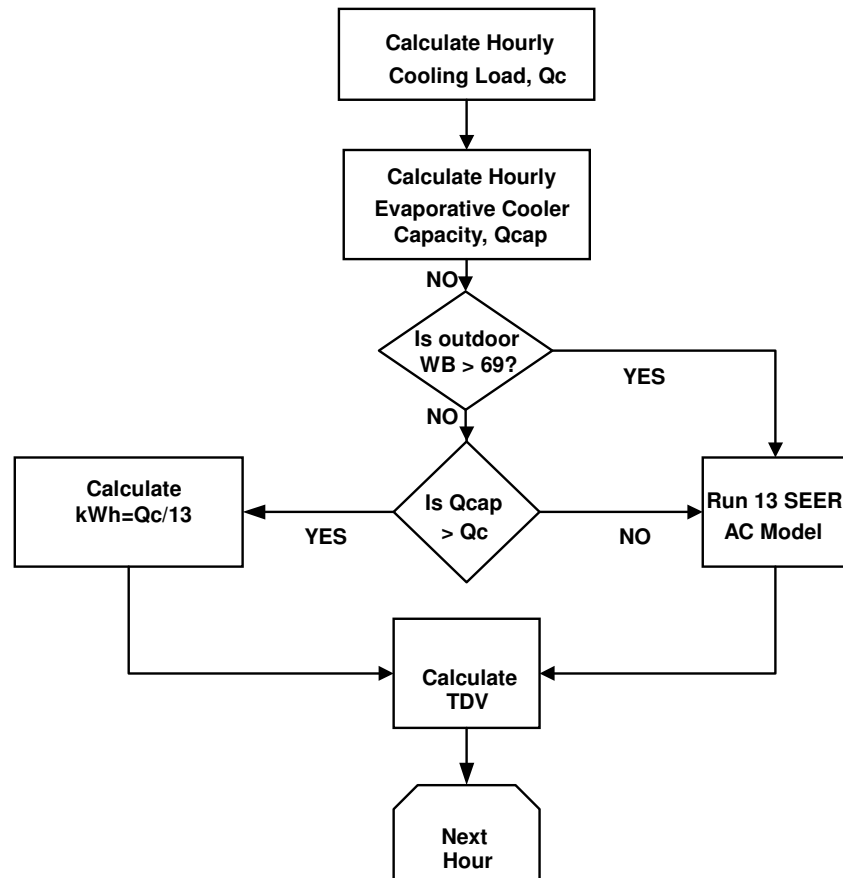 Calculate Hourly
Cooling Load, Qc
Calculate Hourly
Evaporative Cooler
Capacity, Qcap
NO
Is outdoor
WB > 69?
YES
NO
Calculate
kWh=Qc/13
YES
Is Qcap
> Qc
NO
Run 13 SEER
AC Model
Calculate
TDV
Next
Hour